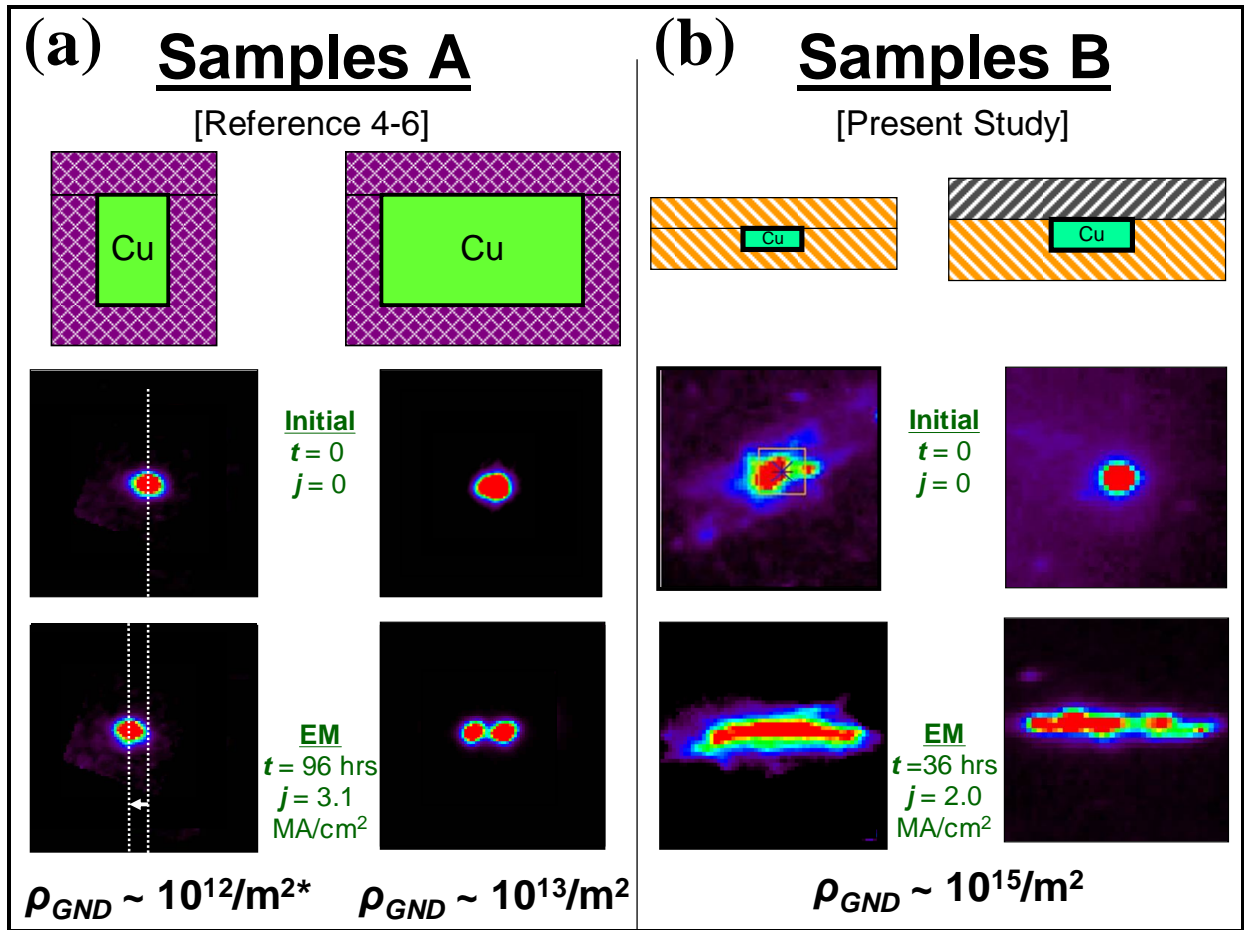 (a) Samples A
[Reference 4-6]
Cu
Cu
Initial
t = 0
j = 0
EM
t = 96 hrs
j = 3.1
MA/cm²
ρGND ~ 10¹²/m²*
ρGND ~ 10¹³/m²
(b) Samples B
[Present Study]
Cu
Cu
Initial
t = 0
j = 0
EM
t =36 hrs
j = 2.0
MA/cm²
ρGND ~ 10¹⁵/m²